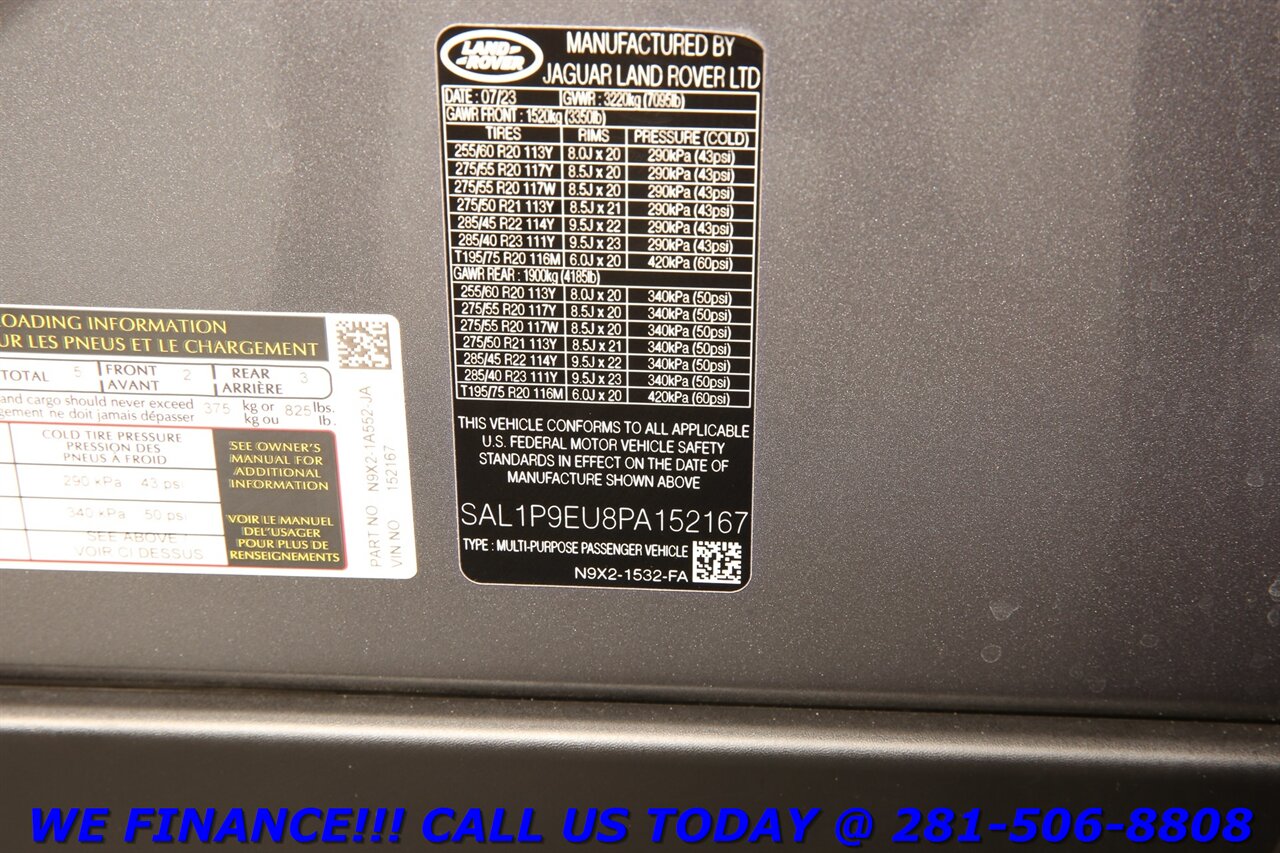 LAND
ROVER
MANUFACTURED BY
JAGUAR LAND ROVER LTD
DATE : 07/23 GVWR : 3220kg (7095lb)
GAWR FRONT : 1520kg (3350lb)
TIRES RIMS PRESSURE (COLD)
255/60 R20 113Y 8.0J x 20 290kPa (43psi)
275/55 R20 117Y 8.5J x 20 290kPa (43psi)
275/55 R20 117W 8.5J x 20 290kPa (43psi)
275/50 R21 113Y 8.5J x 21 290kPa (43psi)
285/45 R22 114Y 9.5J x 22 290kPa (43psi)
285/40 R23 111Y 9.5J x 23 290kPa (43psi)
T195/75 R20 116M 6.0J x 20 420kPa (60psi)
GAWR REAR : 1900kg (4185lb)
255/60 R20 113Y 8.0J x 20 340kPa (50psi)
275/55 R20 117Y 8.5J x 20 340kPa (50psi)
275/55 R20 117W 8.5J x 20 340kPa (50psi)
275/50 R21 113Y 8.5J x 21 340kPa (50psi)
285/45 R22 114Y 9.5J x 22 340kPa (50psi)
285/40 R23 111Y 9.5J x 23 340kPa (50psi)
T195/75 R20 116M 6.0J x 20 420kPa (60psi)
THIS VEHICLE CONFORMS TO ALL APPLICABLE
U.S. FEDERAL MOTOR VEHICLE SAFETY
STANDARDS IN EFFECT ON THE DATE OF
MANUFACTURE SHOWN ABOVE
SAL1P9EU8PA152167
TYPE : MULTI-PURPOSE PASSENGER VEHICLE
N9X2-1532-FA
LOADING INFORMATION
UR LES PNEUS ET LE CHARGEMENT
TOTAL 5 FRONT 2 REAR 3
AVANT ARRIÈRE
and cargo should never exceed 375 kg or 825 lbs.
gement ne doit jamais dépasser kg ou lb.
COLD TIRE PRESSURE
PRESSION DES
PNEUS A FROID
290 kPa 43 psi
340 kPa 50 psi
SEE ABOVE
VOIR CI DESSUS
SEE OWNER'S
MANUAL FOR
ADDITIONAL
INFORMATION
VOIR LE MANUEL
DEL'USAGER
POUR PLUS DE
RENSEIGNEMENTS
PART NO N9X2-1A552-JA
VIN NO 152167
WE FINANCE!!! CALL US TODAY @ 281-506-8808